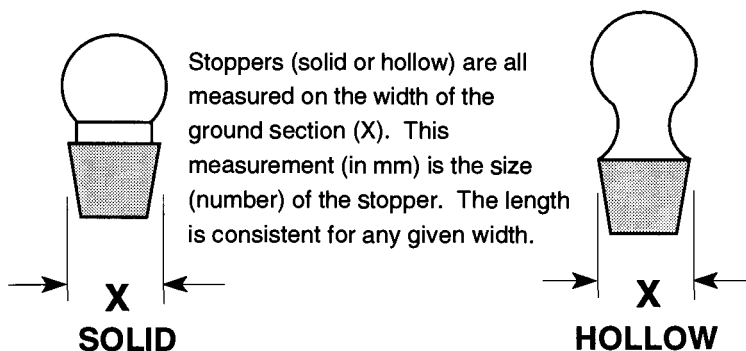 Stoppers (solid or hollow) are all
measured on the width of the
ground section (X). This
measurement (in mm) is the size
(number) of the stopper. The length
is consistent for any given width.
X
SOLID
X
HOLLOW